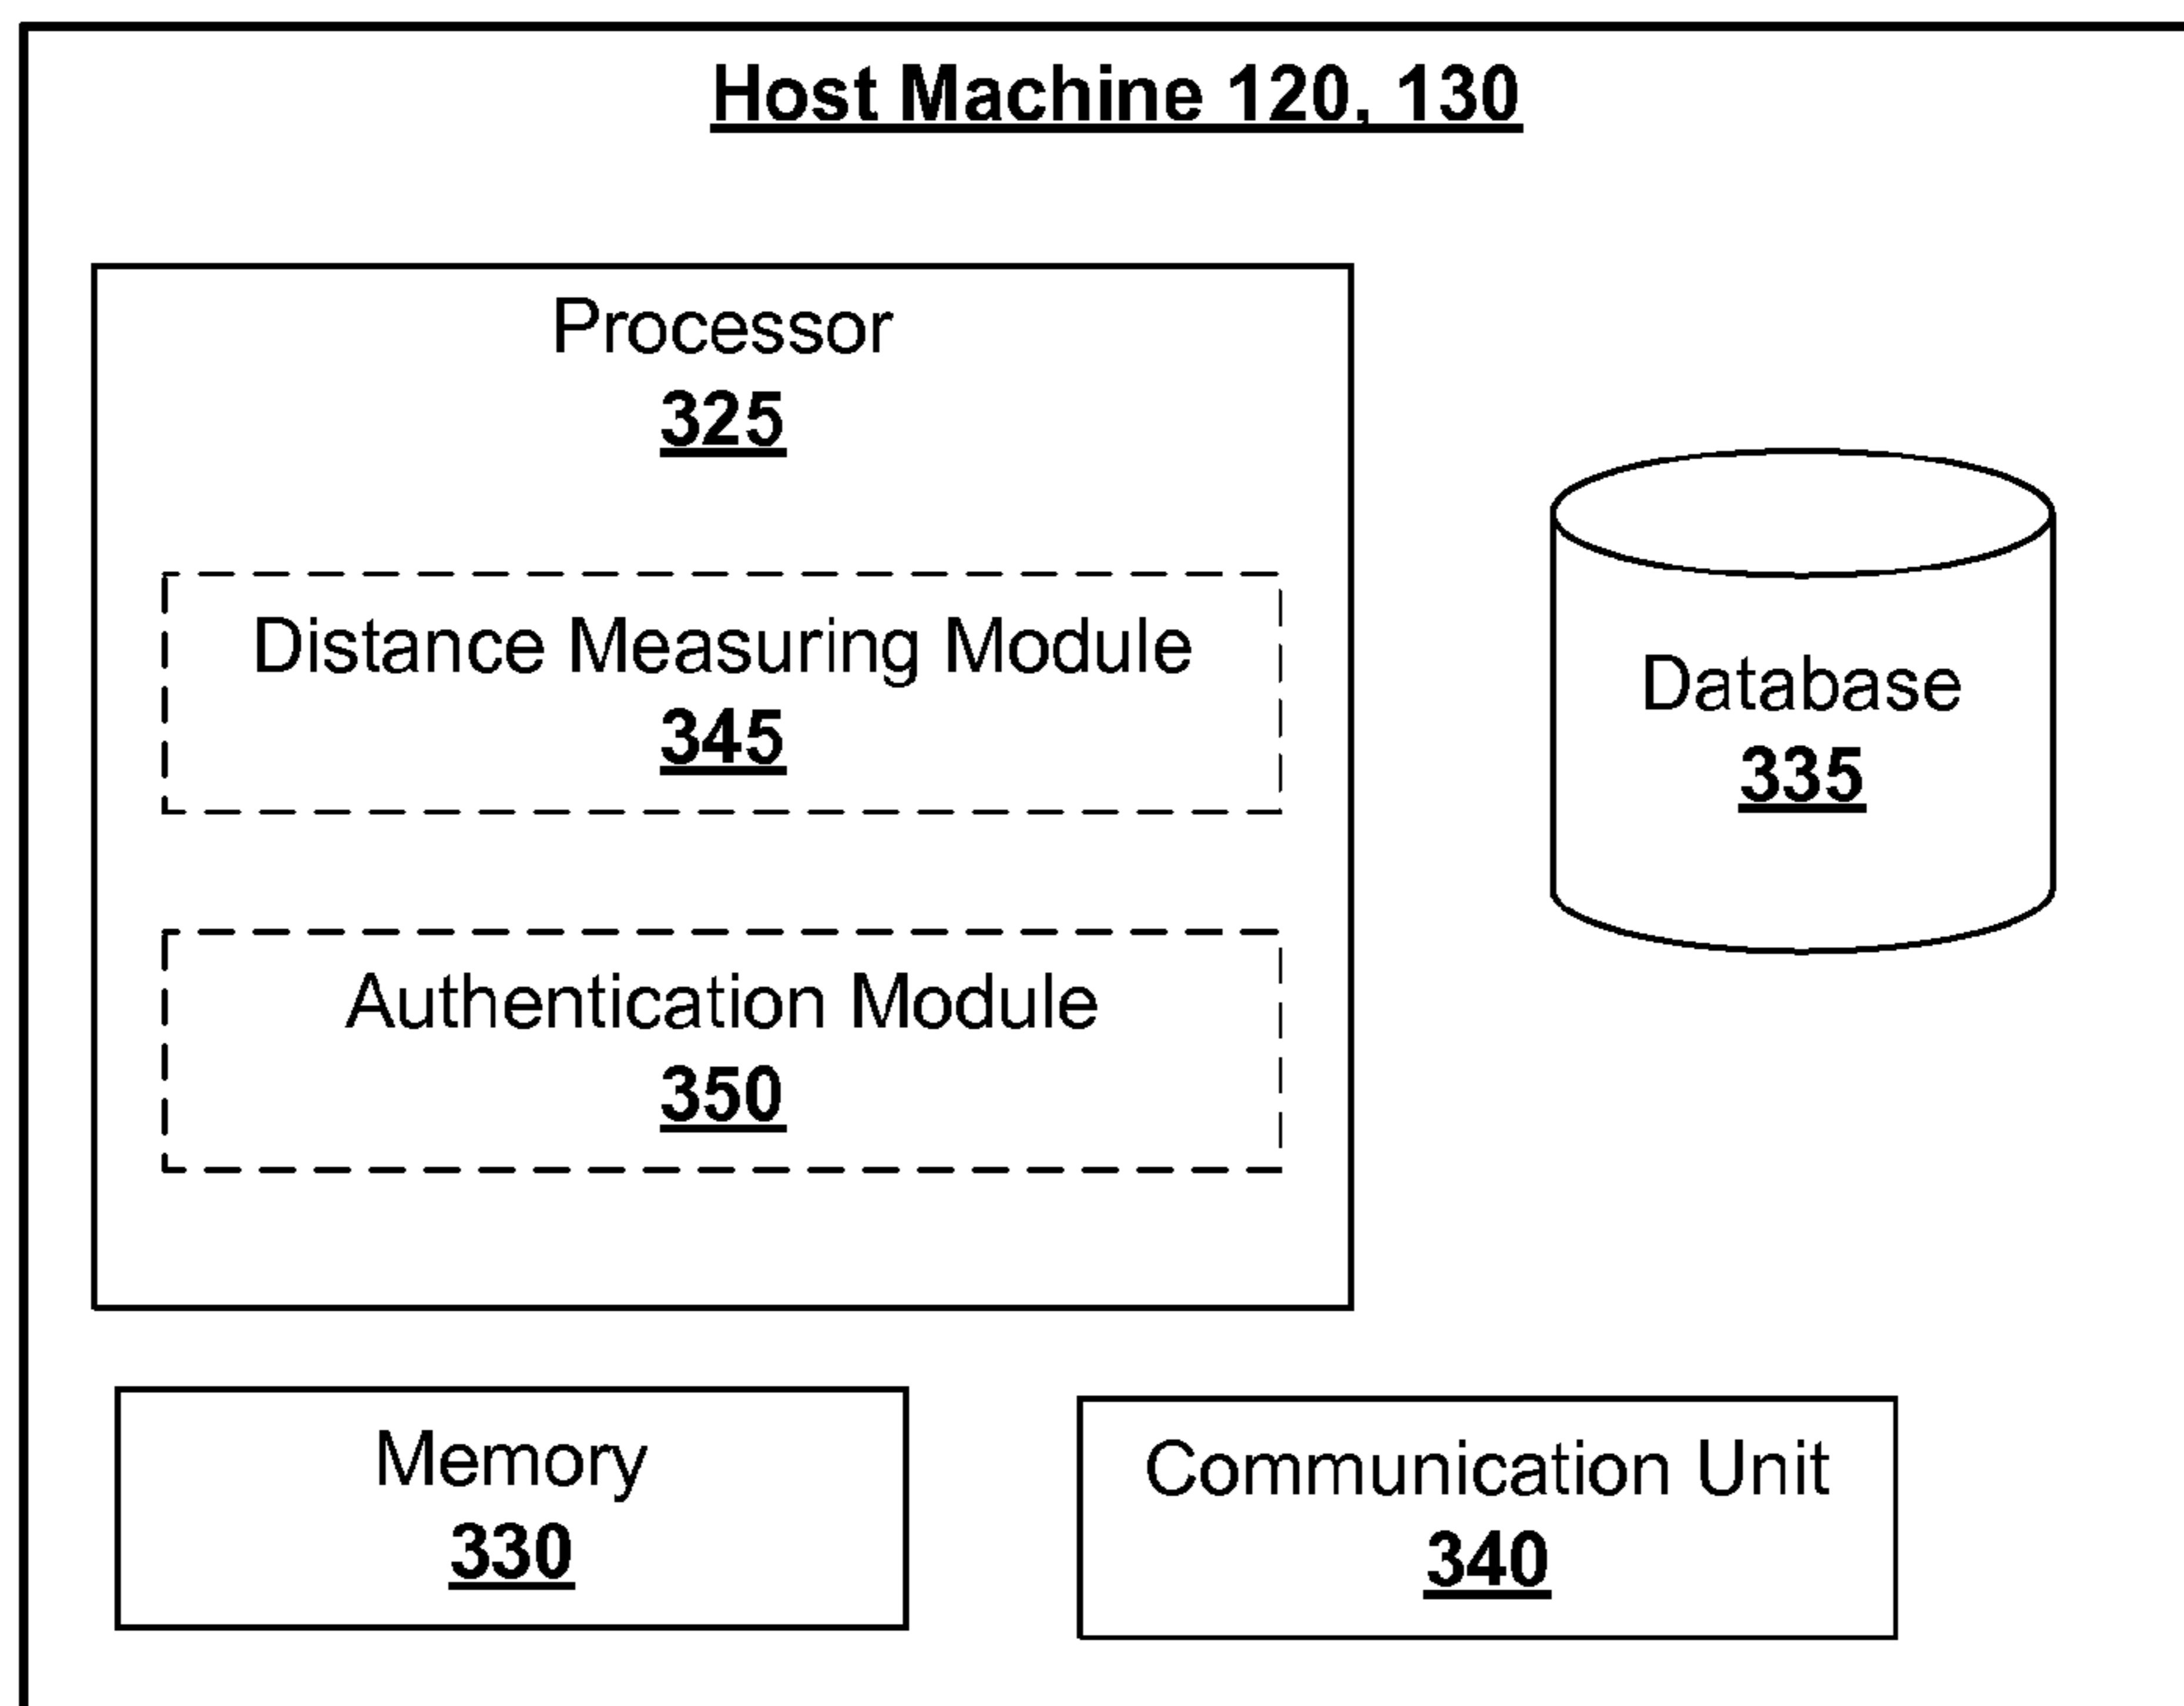 Host Machine 120, 130
Processor
325
Distance Measuring Module
345
Authentication Module
350
Database
335
Memory
330
Communication Unit
340